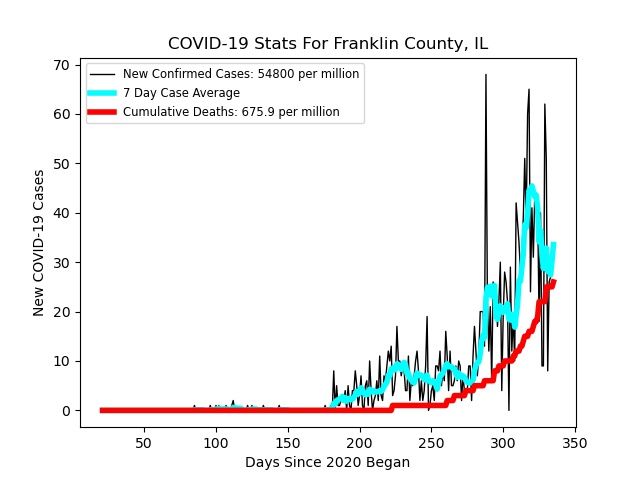 COVID-19 Stats For Franklin County, IL
New Confirmed Cases: 54800 per million
7 Day Case Average
Cumulative Deaths: 675.9 per million
New COVID-19 Cases
70
60
50
40
30
20
10
0
50 100 150 200 250 300 350
Days Since 2020 Began